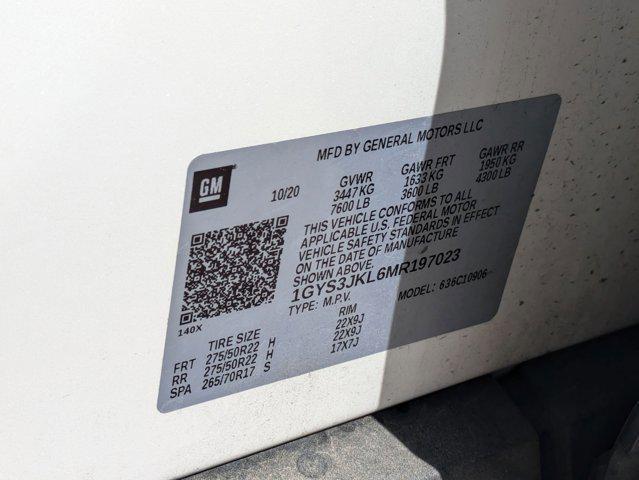 MFD BY GENERAL MOTORS LLC
GM
10/20
GVWR GAWR FRT GAWR RR
3447 KG 1633 KG 1950 KG
7600 LB 3600 LB 4300 LB
THIS VEHICLE CONFORMS TO ALL
APPLICABLE U.S. FEDERAL MOTOR
VEHICLE SAFETY STANDARDS IN EFFECT
ON THE DATE OF MANUFACTURE
SHOWN ABOVE.
1GYS3JKL6MR197023
TYPE: M.P.V. MODEL: 636C10906
140X
TIRE SIZE RIM
FRT 275/50R22 H 22X9J
RR 275/50R22 H 22X9J
SPA 265/70R17 S 17X7J